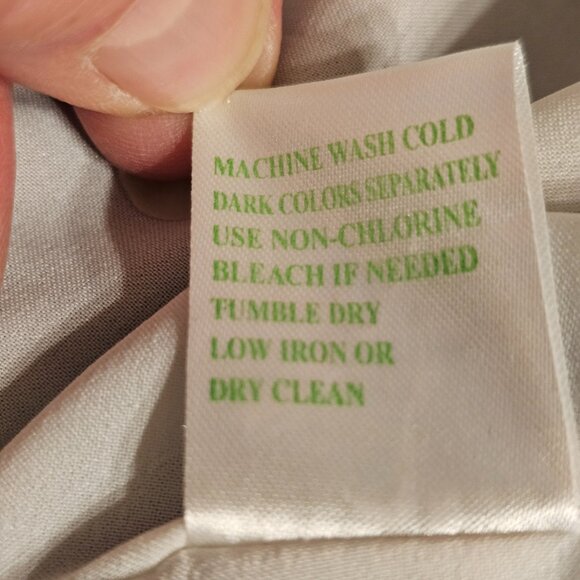 MACHINE WASH COLD
DARK COLORS SEPARATELY
USE NON-CHLORINE
BLEACH IF NEEDED
TUMBLE DRY
LOW IRON OR
DRY CLEAN